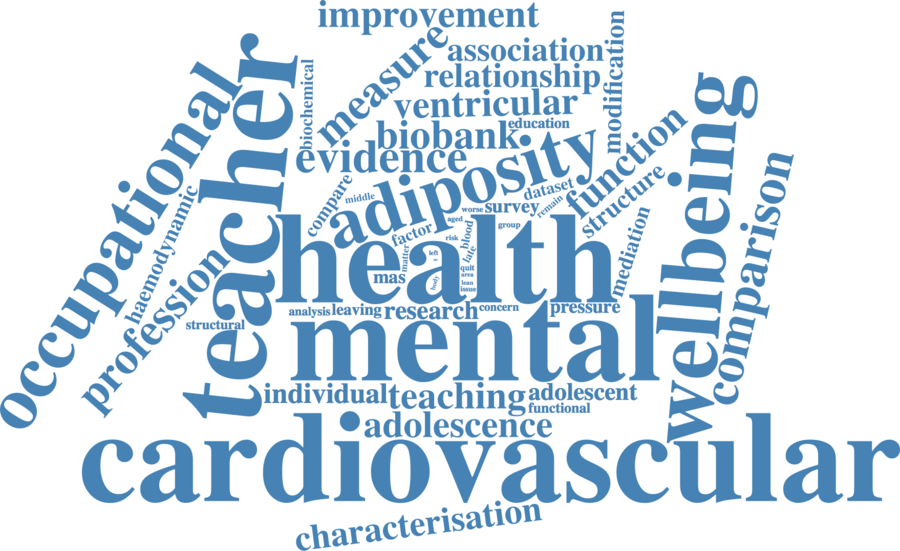 improvement
measure
association
modification
relationship
biochemical
ventricular
biobank
education
evidence
occupational
teacher
adiposity
function
wellbeing
compare
middle
dataset
structure
worse
survey
remain
haemodynamic
factor
aged
group
blood
risk
health
matter
left
late
mediation
comparison
mas
body
quit
area
lean
issue
profession
structural
analysis
leaving
research
concern
pressure
mental
individual
teaching
adolescent
functional
adolescence
cardiovascular
characterisation